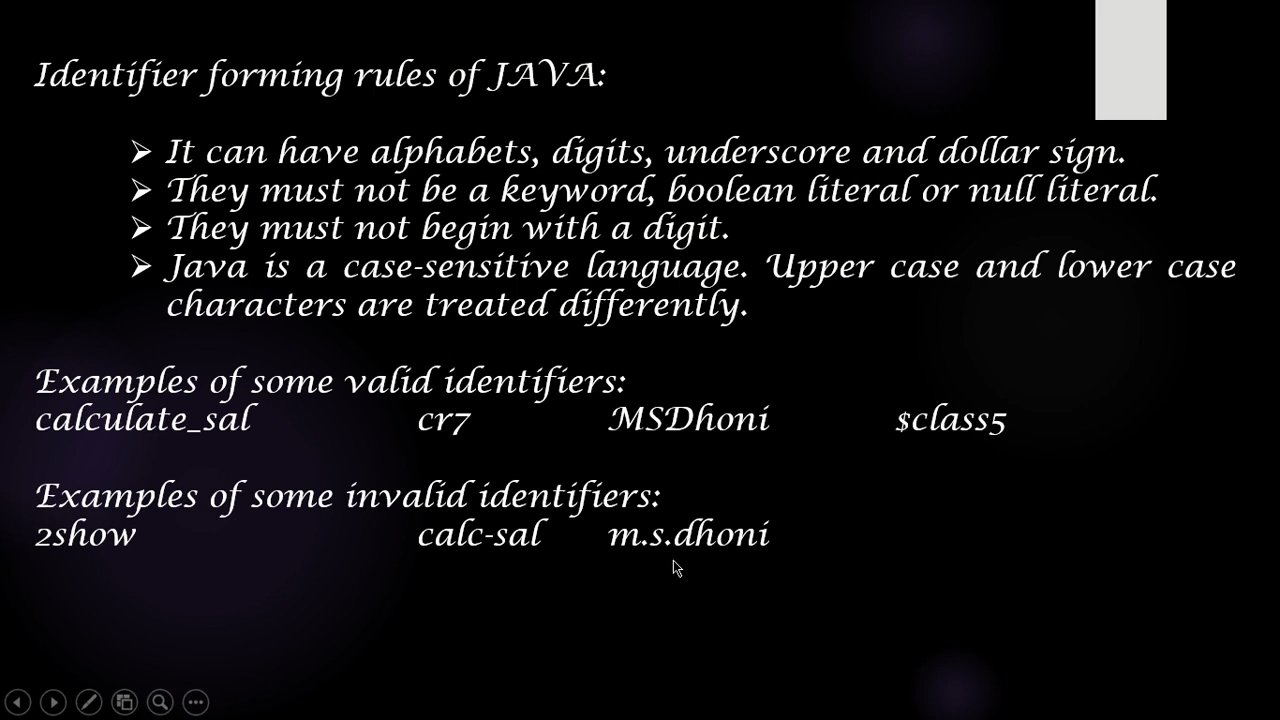 Identifier forming rules of JAVA:
➢ It can have alphabets, digits, underscore and dollar sign.
➢ They must not be a keyword, boolean literal or null literal.
➢ They must not begin with a digit.
➢ Java is a case-sensitive language. Upper case and lower case
characters are treated differently.
Examples of some valid identifiers:
calculate_sal cr7 MSDhoni $class5
Examples of some invalid identifiers:
2show calc-sal m.s.dhoni